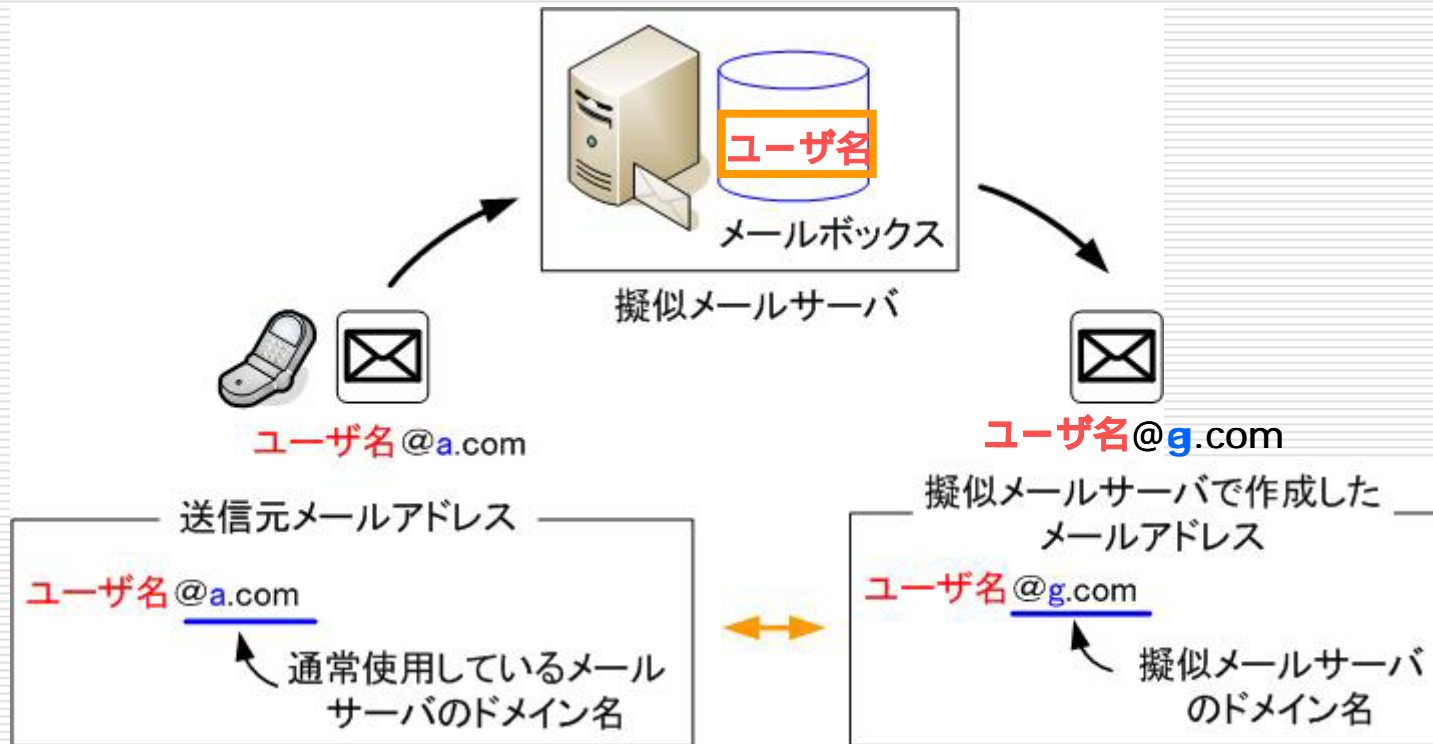 ユーザ名
メールボックス
擬似メールサーバ
ユーザ名@a.com
ユーザ名@g.com
送信元メールアドレス
ユーザ名@a.com
通常使用しているメール
サーバのドメイン名
擬似メールサーバで作成した
メールアドレス
ユーザ名@g.com
擬似メールサーバ
のドメイン名